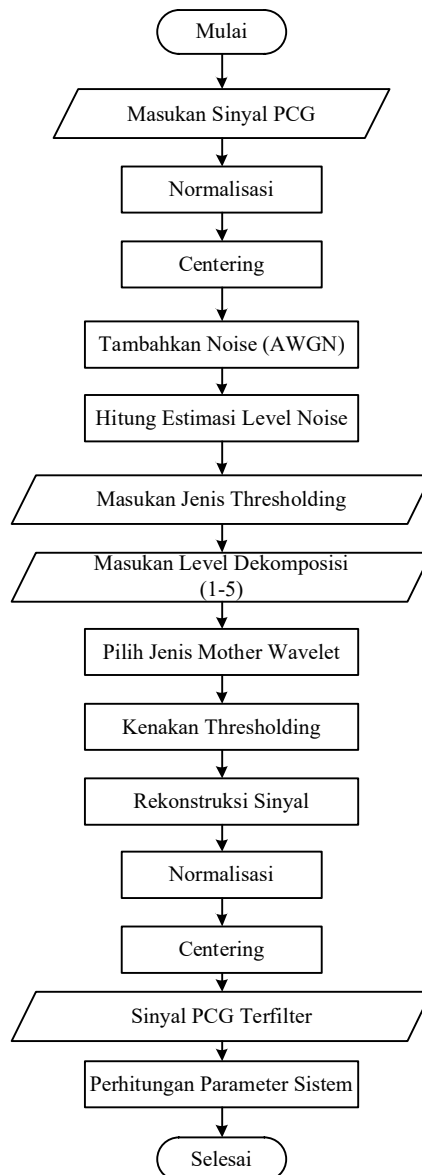 Mulai
Masukan Sinyal PCG
Normalisasi
Centering
Tambahkan Noise (AWGN)
Hitung Estimasi Level Noise
Masukan Jenis Thresholding
Masukan Level Dekomposisi
(1-5)
Pilih Jenis Mother Wavelet
Kenakan Thresholding
Rekonstruksi Sinyal
Normalisasi
Centering
Sinyal PCG Terfilter
Perhitungan Parameter Sistem
Selesai